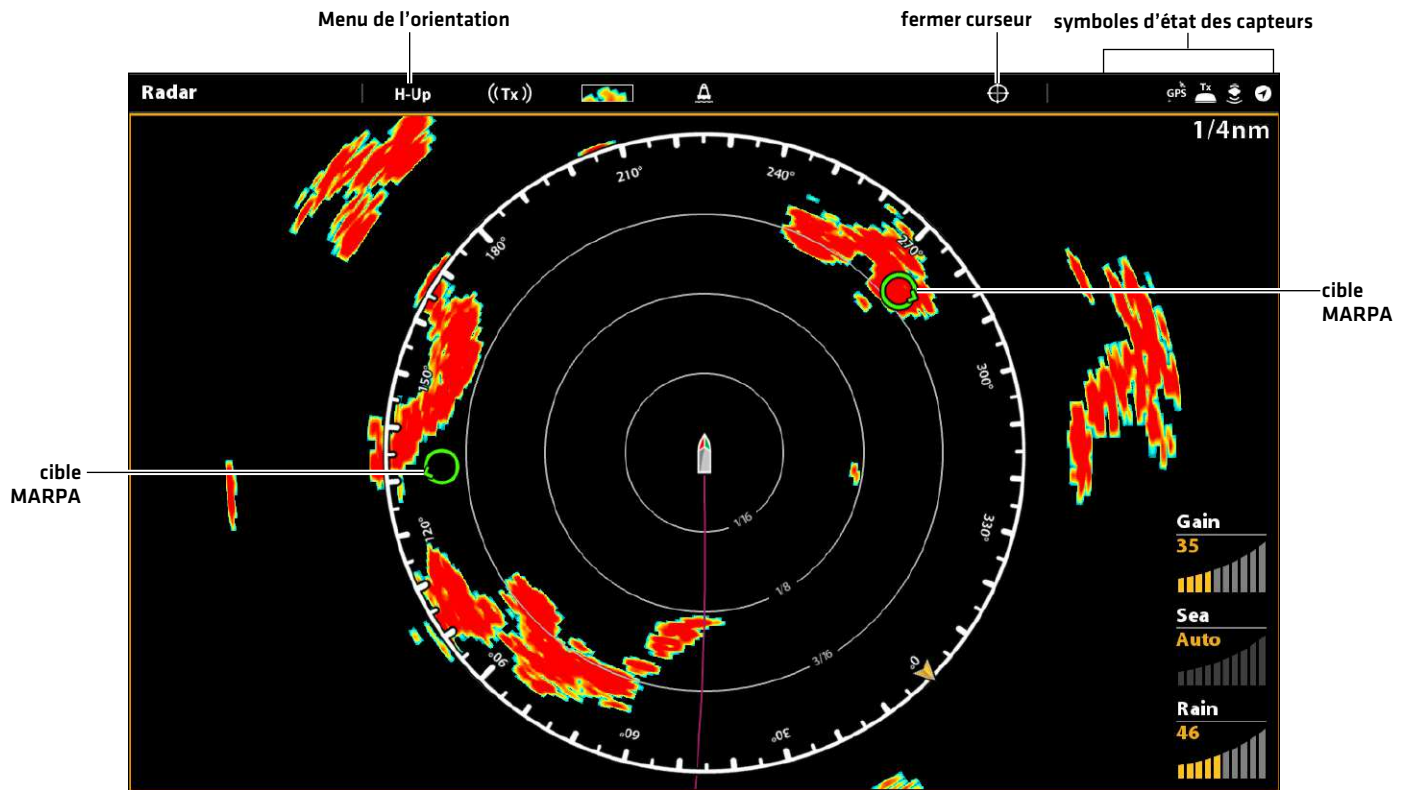 Menu de l’orientation
fermer curseur
symboles d’état des capteurs
Radar
H-Up
((Tx))
GPS
Tx
1/4nm
210°
240°
180°
270°
cible
MARPA
150°
300°
cible
MARPA
120°
330°
1/16
1/8
3/16
90°
0°
60°
30°
Gain
35
Sea
Auto
Rain
46